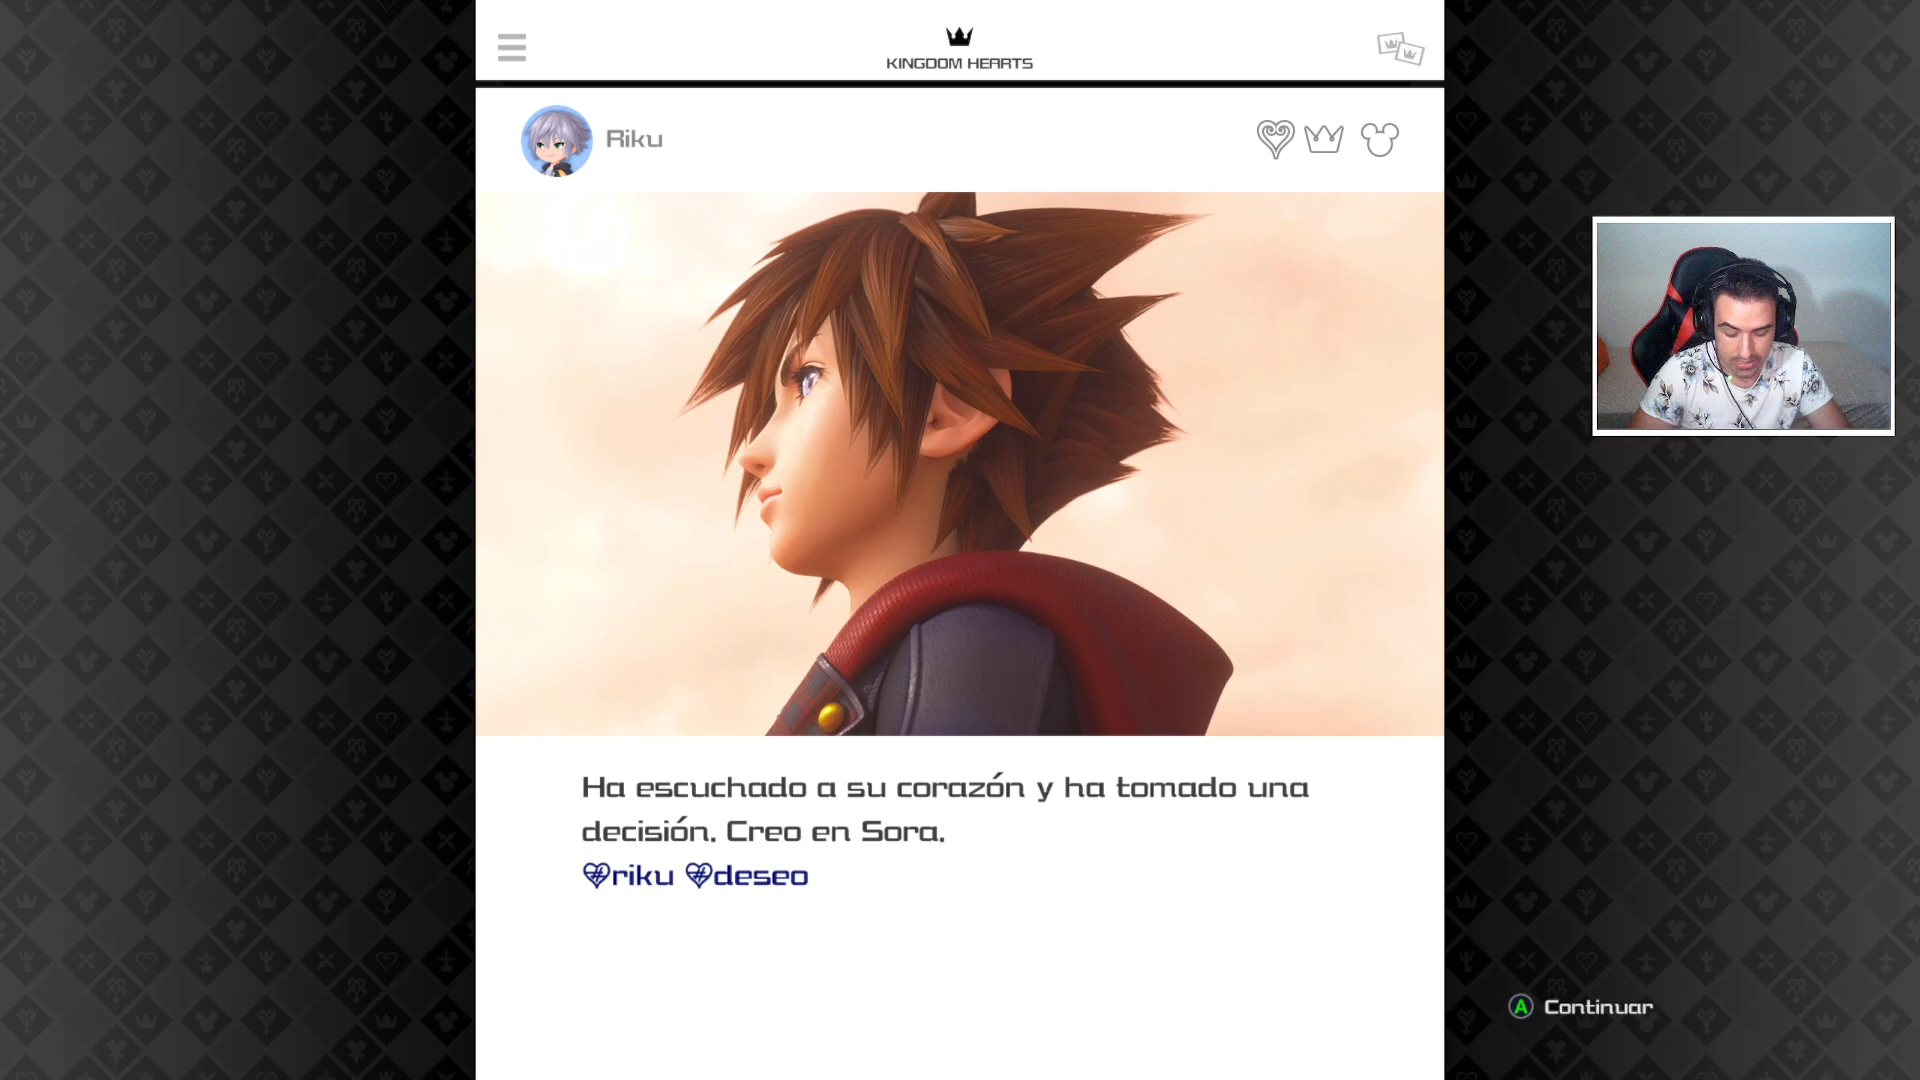 KINGDOM HEARTS
Riku
Ha escuchado a su corazón y ha tomado una
decisión. Creo en Sora.
#riku #deseo
A Continuar